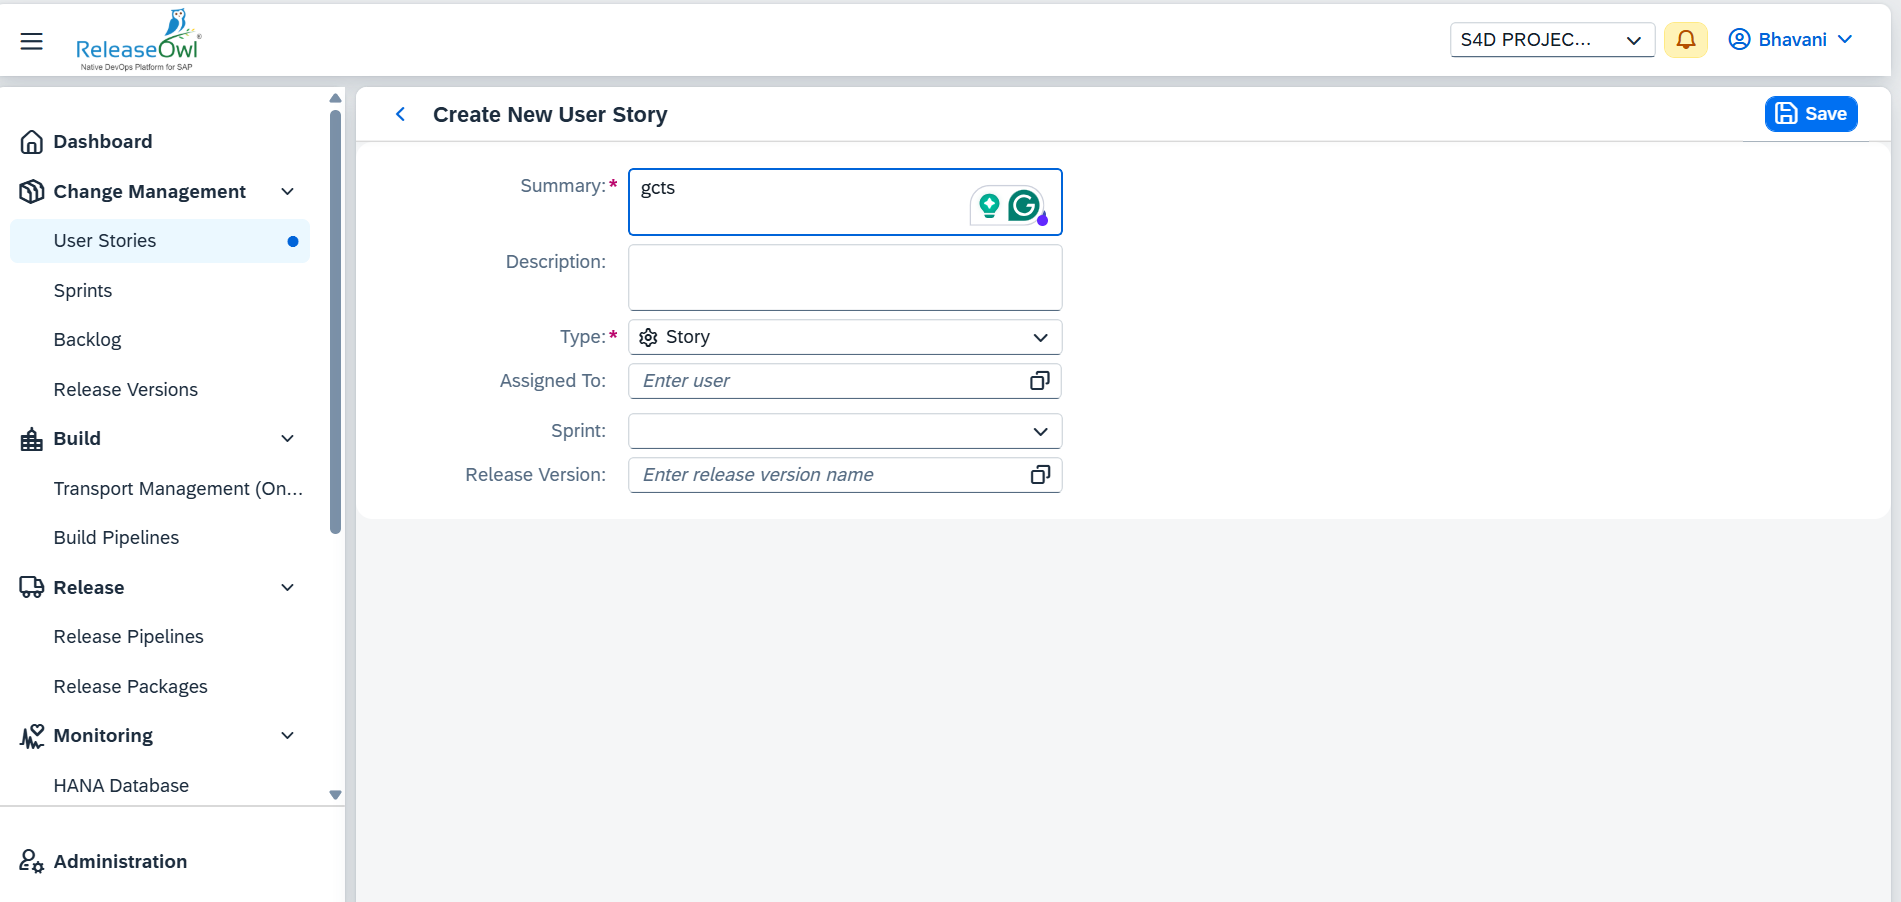 ReleaseOwl®
Native DevOps Platform for SAP
S4D PROJEC...
Bhavani
Dashboard
Change Management
User Stories
Sprints
Backlog
Release Versions
Build
Transport Management (On...
Build Pipelines
Release
Release Pipelines
Release Packages
Monitoring
HANA Database
Administration
Create New User Story
Save
Summary:*
gcts
Description:
Type:*
Story
Assigned To:
Enter user
Sprint:
Release Version:
Enter release version name